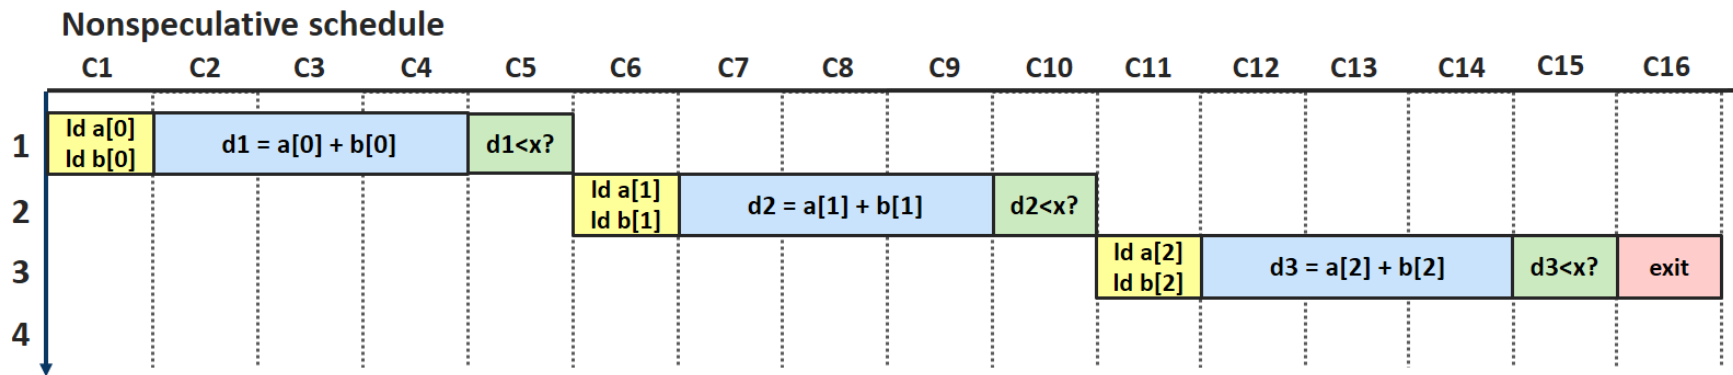 Nonspeculative schedule
C1 C2 C3 C4 C5 C6 C7 C8 C9 C10 C11 C12 C13 C14 C15 C16
1
ld a[0]
ld b[0]
d1 = a[0] + b[0]
d1<x?
2
ld a[1]
ld b[1]
d2 = a[1] + b[1]
d2<x?
3
ld a[2]
ld b[2]
d3 = a[2] + b[2]
d3<x?
exit
4